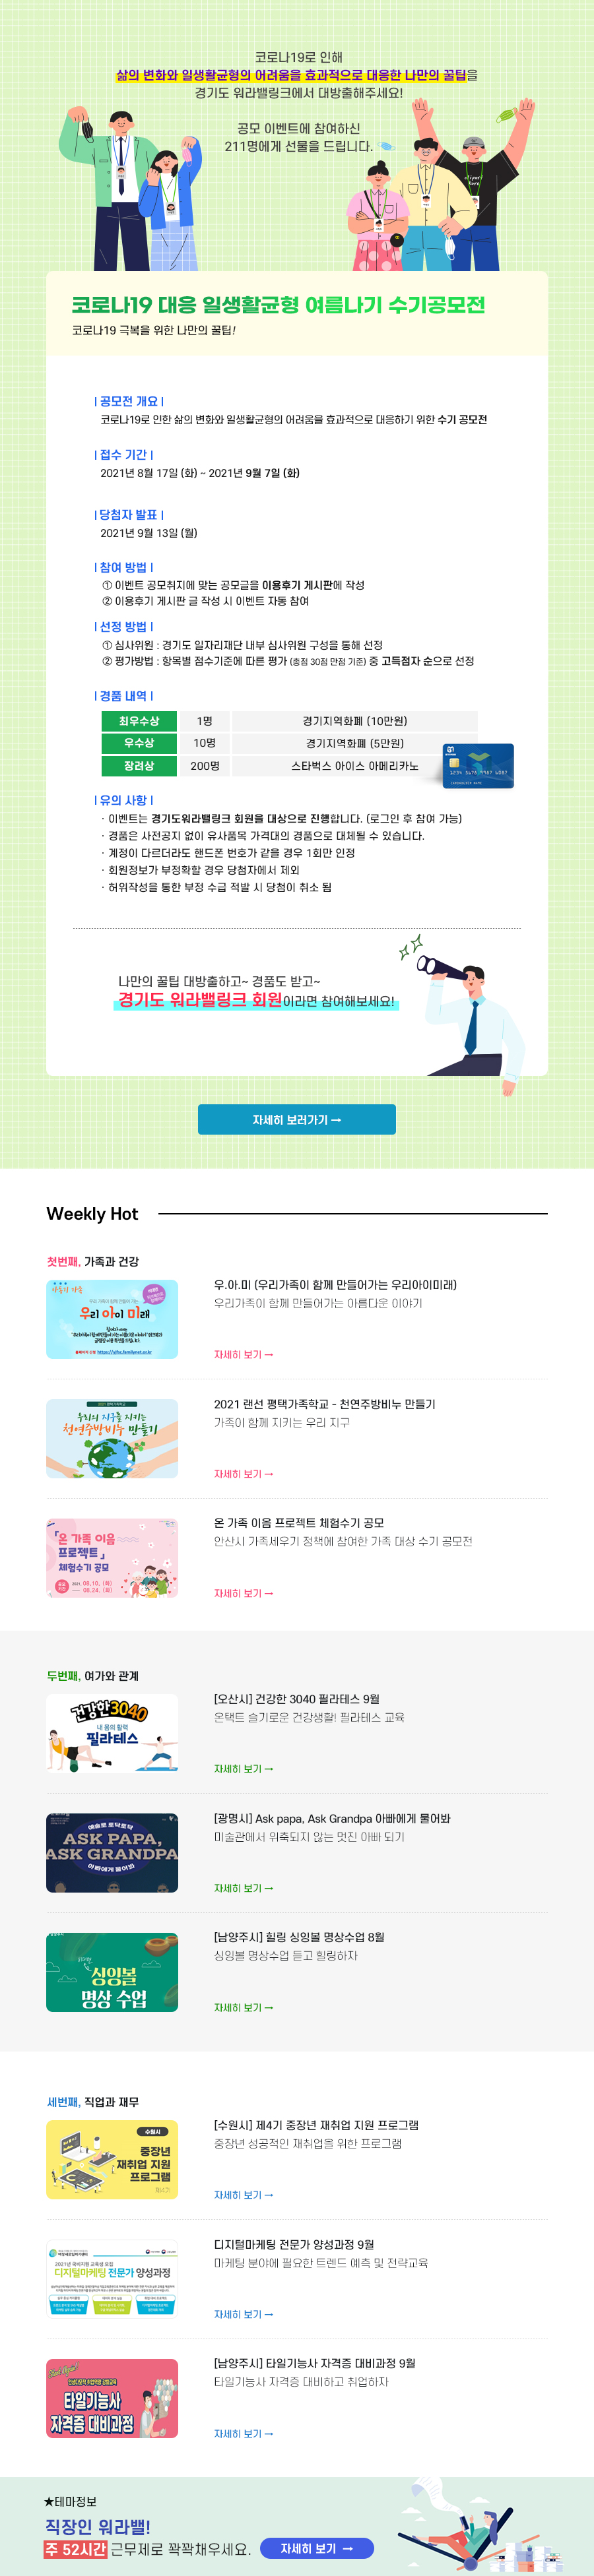 코로나19로 인해
삶의 변화와 일생활균형의 어려움을 효과적으로 대응한 나만의 꿀팁을
경기도 워라밸링크에서 대방출해주세요!
공모 이벤트에 참여하신
211명에게 선물을 드립니다.
코로나19 대응 일생활균형 여름나기 수기공모전
코로나19 극복을 위한 나만의 꿀팁!
| 공모전 개요 |
코로나19로 인한 삶의 변화와 일생활균형의 어려움을 효과적으로 대응하기 위한 수기 공모전
| 접수 기간 |
2021년 8월 17일 (화) ~ 2021년 9월 7일 (화)
| 당첨자 발표 |
2021년 9월 13일 (월)
| 참여 방법 |
① 이벤트 공모취지에 맞는 공모글을 이용후기 게시판에 작성
② 이용후기 게시판 글 작성 시 이벤트 자동 참여
| 선정 방법 |
① 심사위원 : 경기도 일자리재단 내부 심사위원 구성을 통해 선정
② 평가방법 : 항목별 점수기준에 따른 평가 (총점 30점 만점 기준) 중 고득점자 순으로 선정
| 경품 내역 |
최우수상 1명 경기지역화폐 (10만원)
우수상 10명 경기지역화폐 (5만원)
장려상 200명 스타벅스 아이스 아메리카노
| 유의 사항 |
· 이벤트는 경기도워라밸링크 회원을 대상으로 진행합니다. (로그인 후 참여 가능)
· 경품은 사전공지 없이 유사품목 가격대의 경품으로 대체될 수 있습니다.
· 계정이 다르더라도 핸드폰 번호가 같을 경우 1회만 인정
· 회원정보가 부정확할 경우 당첨자에서 제외
· 허위작성을 통한 부정 수급 적발 시 당첨이 취소 됨
나만의 꿀팁 대방출하고~ 경품도 받고~
경기도 워라밸링크 회원이라면 참여해보세요!
자세히 보러가기 →
Weekly Hot
첫번째, 가족과 건강
우리 아이 미래
우.아.미 (우리가족이 함께 만들어가는 우리아이미래)
우리가족이 함께 만들어가는 아름다운 이야기
자세히 보기 →
우리의 지구를 지키는
천연주방비누 만들기
2021 랜선 평택가족학교 - 천연주방비누 만들기
가족이 함께 지키는 우리 지구
자세히 보기 →
「온 가족 이음
프로젝트」
체험수기 공모
2021. 08.10. (화)
08.24. (화)
온 가족 이음 프로젝트 체험수기 공모
안산시 가족세우기 정책에 참여한 가족 대상 수기 공모전
자세히 보기 →
두번째, 여가와 관계
건강한3040
내 몸의 활력
필라테스
[오산시] 건강한 3040 필라테스 9월
온택트 슬기로운 건강생활! 필라테스 교육
자세히 보기 →
예술로 토닥토닥
ASK PAPA,
ASK GRANDPA
아빠에게 물어봐
[광명시] Ask papa, Ask Grandpa 아빠에게 물어봐
미술관에서 위축되지 않는 멋진 아빠 되기
자세히 보기 →
싱잉볼
명상 수업
[남양주시] 힐링 싱잉볼 명상수업 8월
싱잉볼 명상수업 듣고 힐링하자
자세히 보기 →
세번째, 직업과 재무
수원시
중장년
재취업 지원
프로그램
제4기
[수원시] 제4기 중장년 재취업 지원 프로그램
중장년 성공적인 재취업을 위한 프로그램
자세히 보기 →
2021년 국비지원 교육생 모집
디지털마케팅 전문가 양성과정
디지털마케팅 전문가 양성과정 9월
마케팅 분야에 필요한 트렌드 예측 및 전략교육
자세히 보기 →
타일기능사
자격증 대비과정
[남양주시] 타일기능사 자격증 대비과정 9월
타일기능사 자격증 대비하고 취업하자
자세히 보기 →
★테마정보
직장인 워라밸!
주 52시간 근무제로 꽉꽉채우세요.
자세히 보기 →